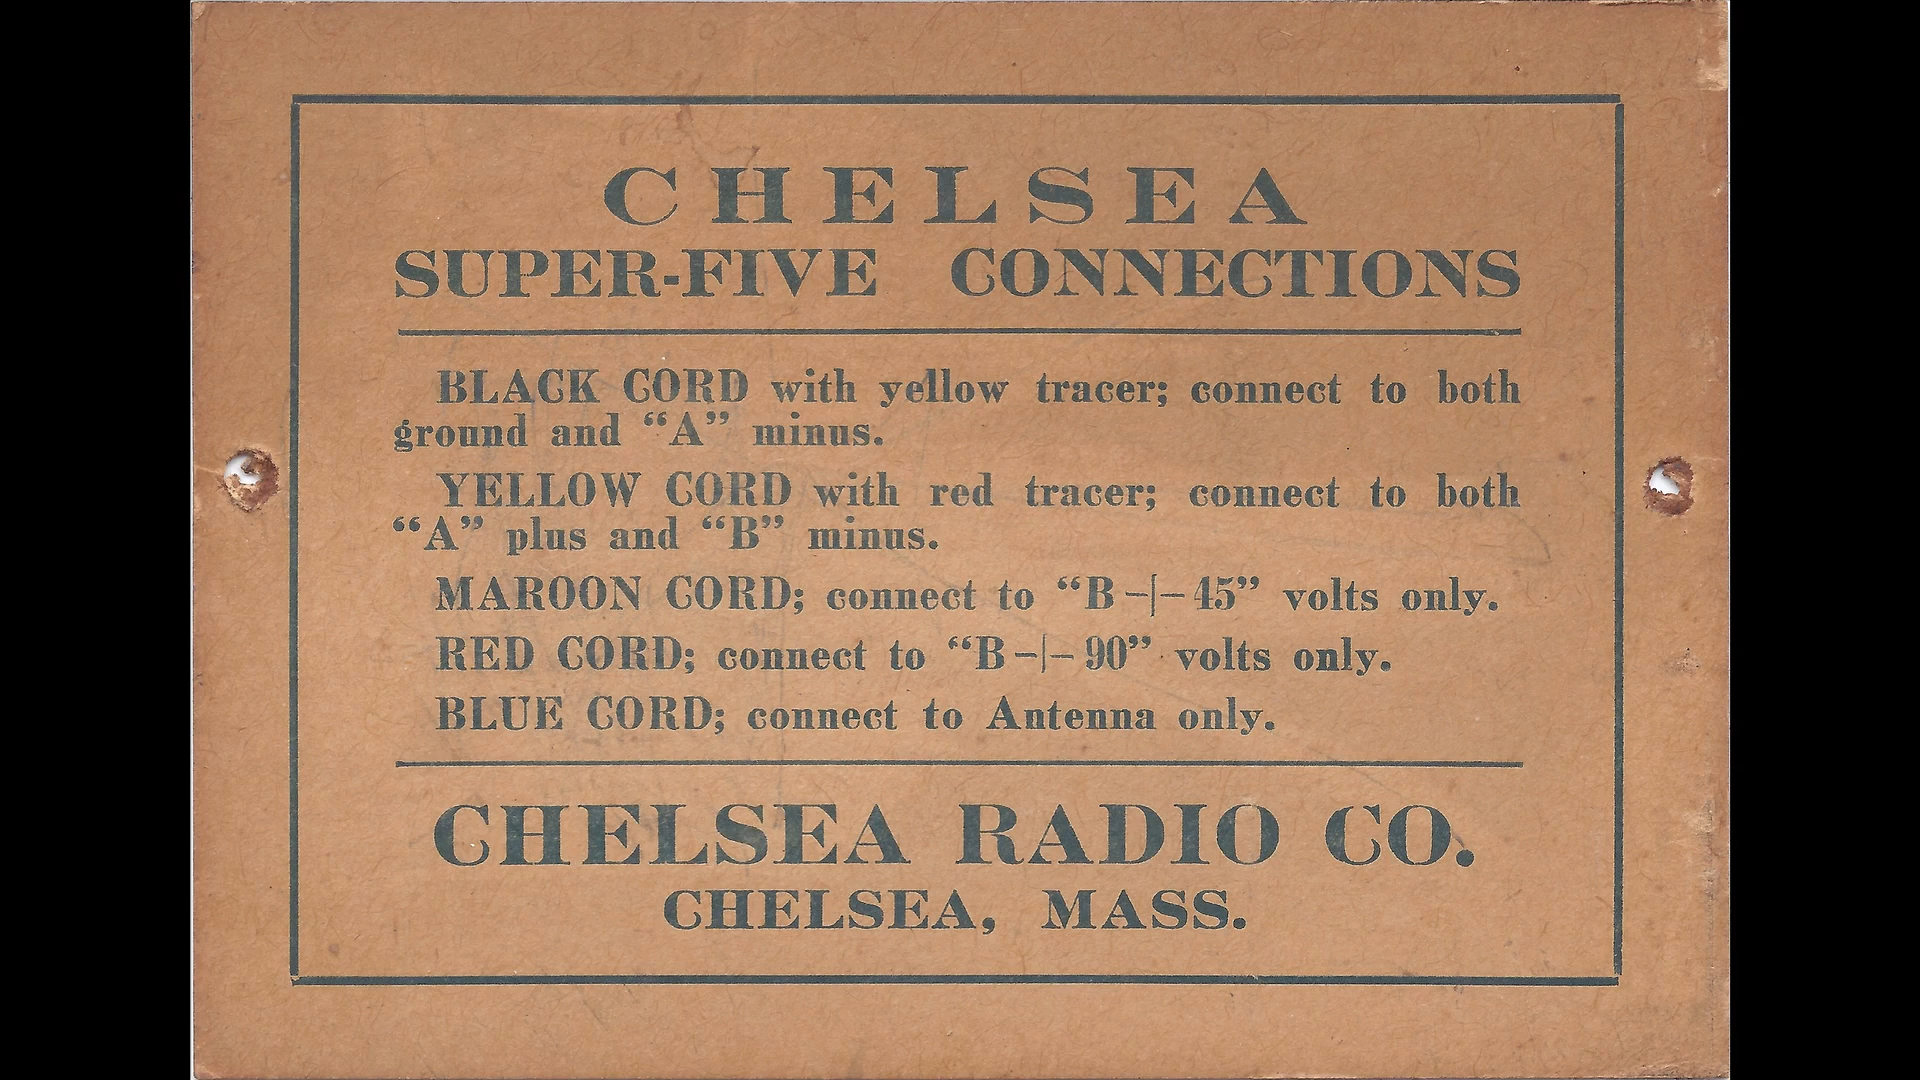 CHELSEA
SUPER-FIVE CONNECTIONS
BLACK CORD with yellow tracer; connect to both
ground and “A” minus.
YELLOW CORD with red tracer; connect to both
“A” plus and “B” minus.
MAROON CORD; connect to “B-|-45” volts only.
RED CORD; connect to “B-|-90” volts only.
BLUE CORD; connect to Antenna only.
CHELSEA RADIO CO.
CHELSEA, MASS.